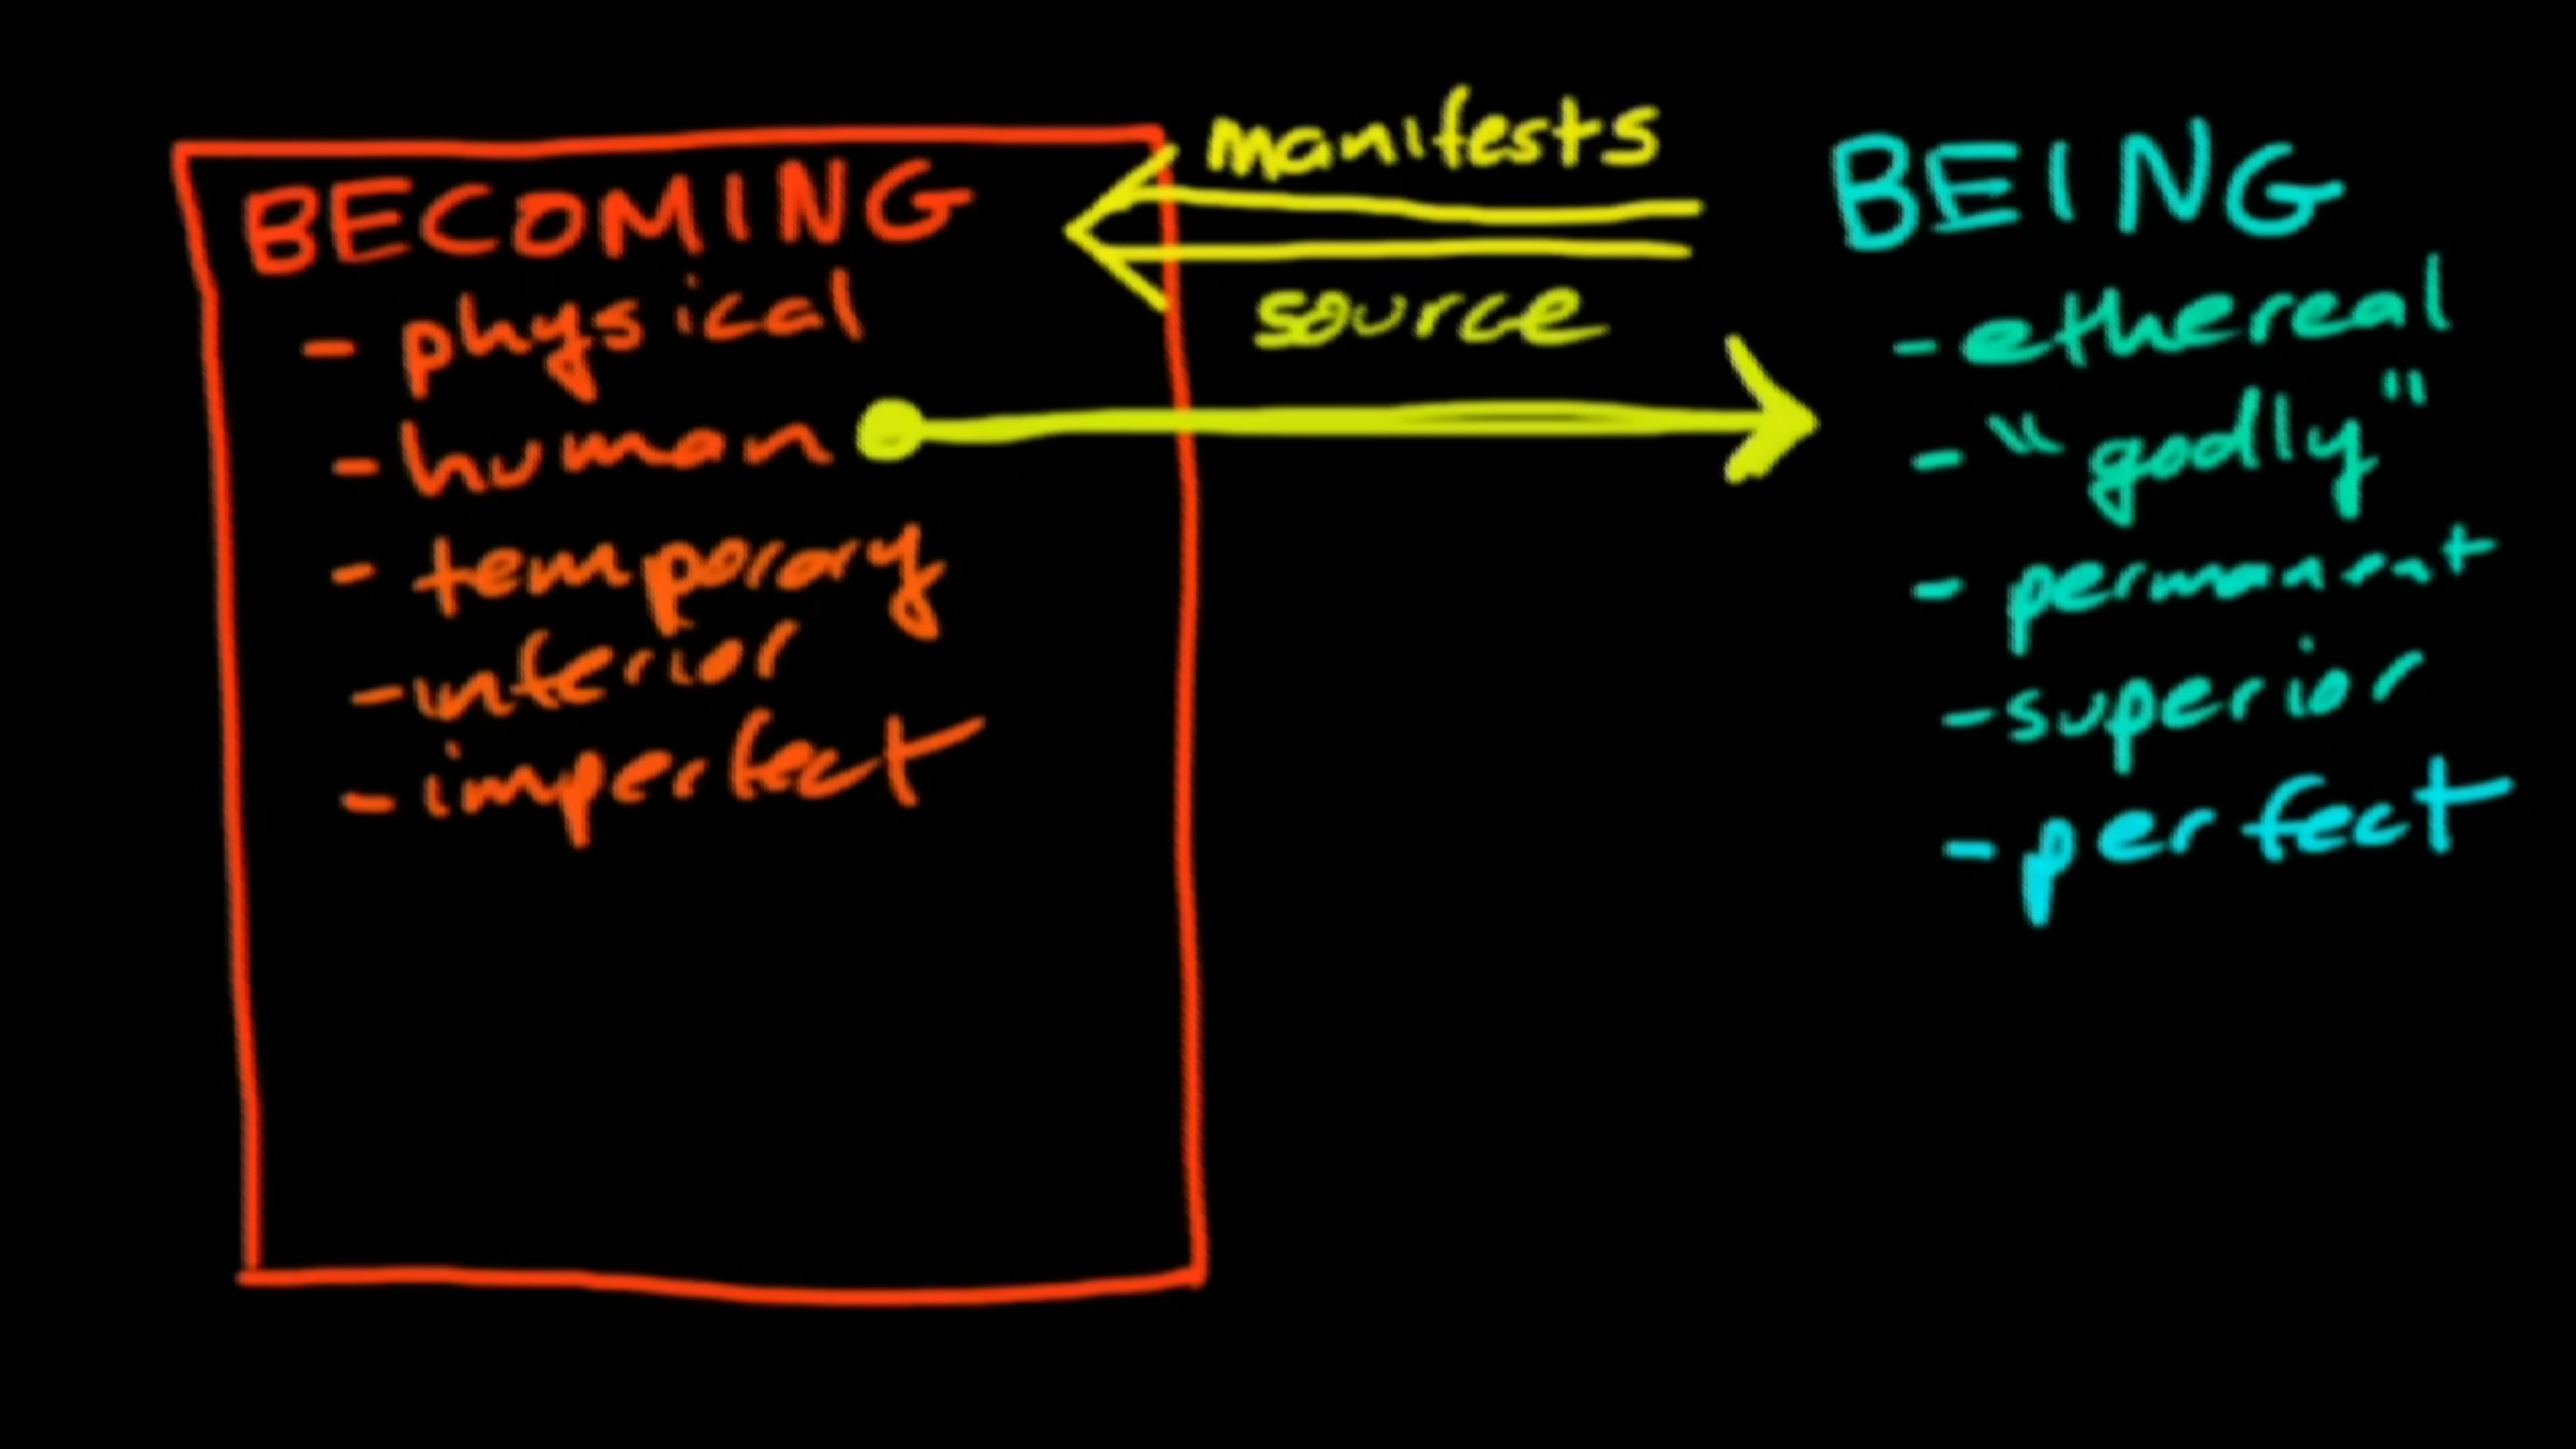 BECOMING
- physical
- human
- temporary
- inferior
- imperfect
manifests
source
BEING
- ethereal
- "godly"
- permanent
- superior
- perfect